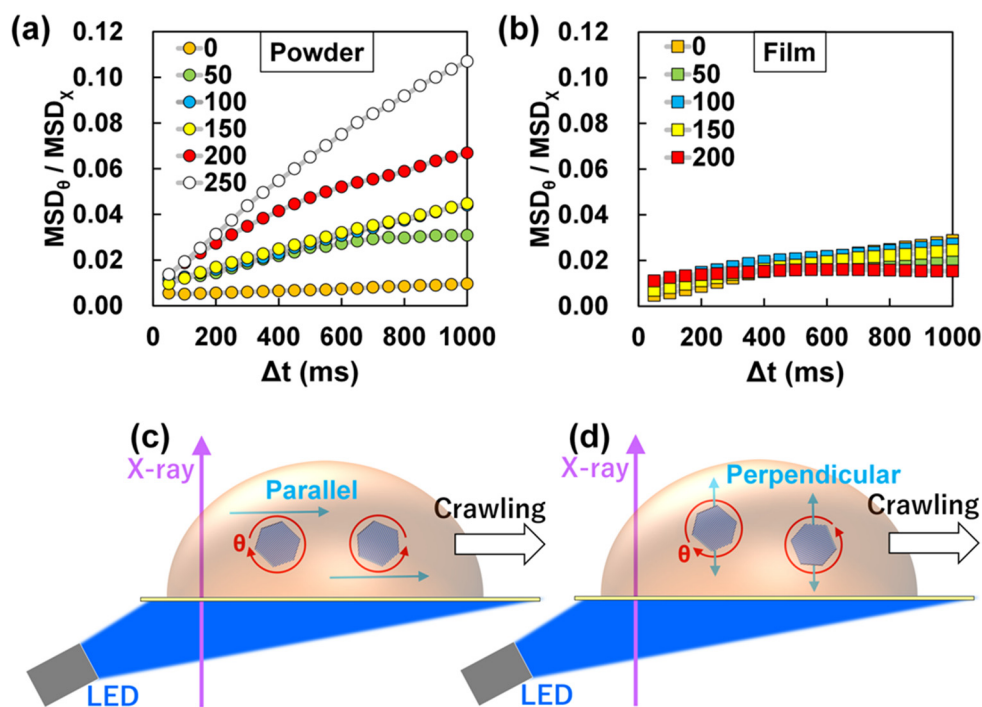 (a)
0.12
0.10
0.08
0.06
0.04
0.02
0.00
MSDθ / MSDχ
0
50
100
150
200
250
Powder
0 200 400 600 800 1000
Δt (ms)
(b)
0.12
0.10
0.08
0.06
0.04
0.02
0.00
MSDθ / MSDχ
0
50
100
150
200
Film
0 200 400 600 800 1000
Δt (ms)
(c)
X-ray
Parallel
Crawling
θ
LED
(d)
X-ray
Perpendicular
Crawling
θ
LED